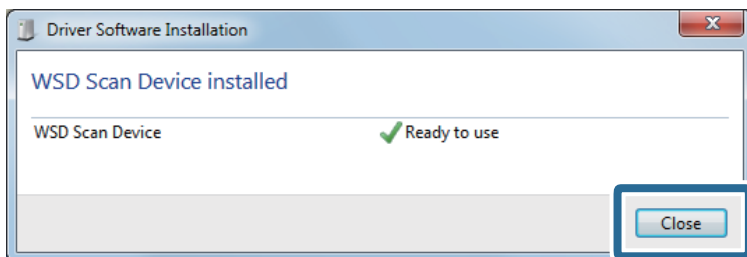 Driver Software Installation
WSD Scan Device installed
WSD Scan Device Ready to use
Close